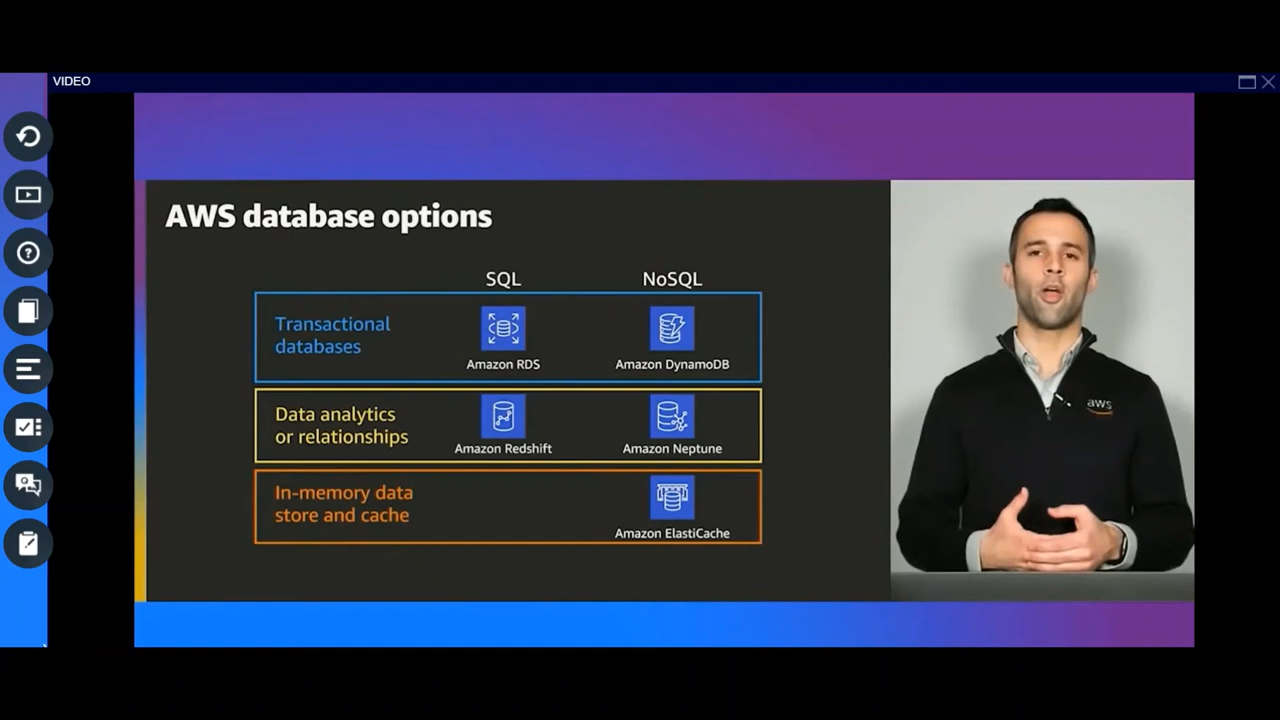 VIDEO
AWS database options
SQL NoSQL
Transactional
databases
Amazon RDS Amazon DynamoDB
Data analytics
or relationships
Amazon Redshift Amazon Neptune
In-memory data
store and cache
Amazon ElastiCache
aws